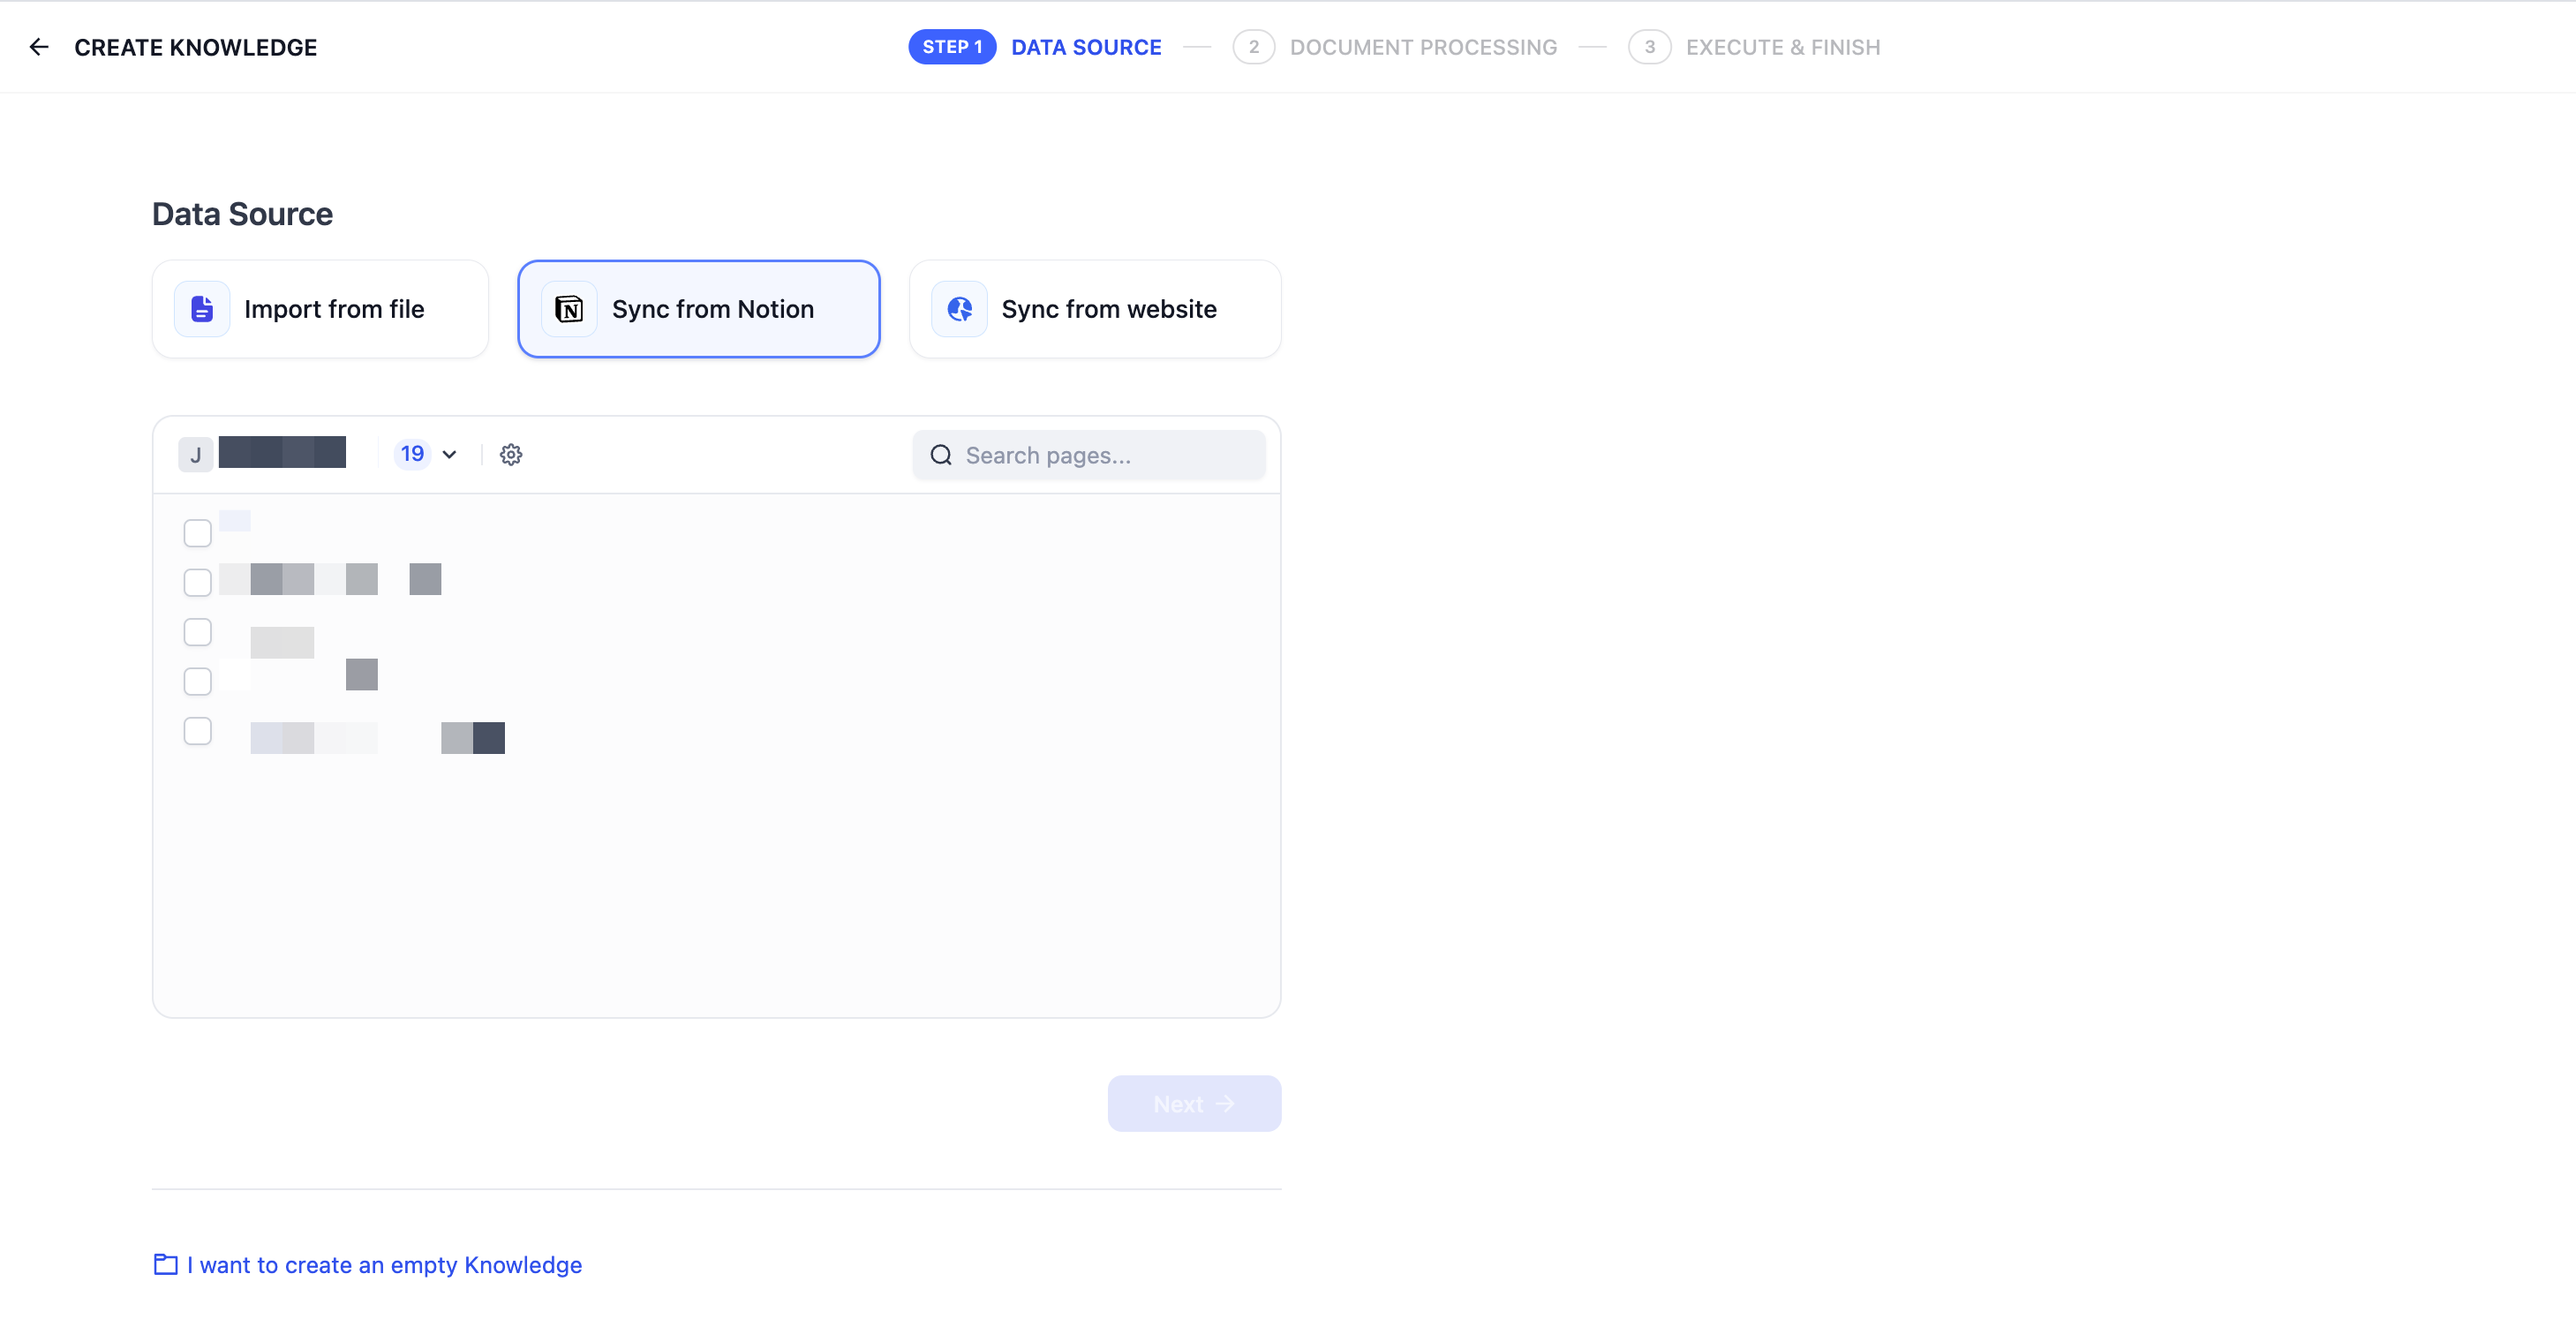 CREATE KNOWLEDGE
STEP 1 DATA SOURCE 2 DOCUMENT PROCESSING 3 EXECUTE & FINISH
Data Source
Import from file
Sync from Notion
Sync from website
J 19 Search pages...
Next
I want to create an empty Knowledge